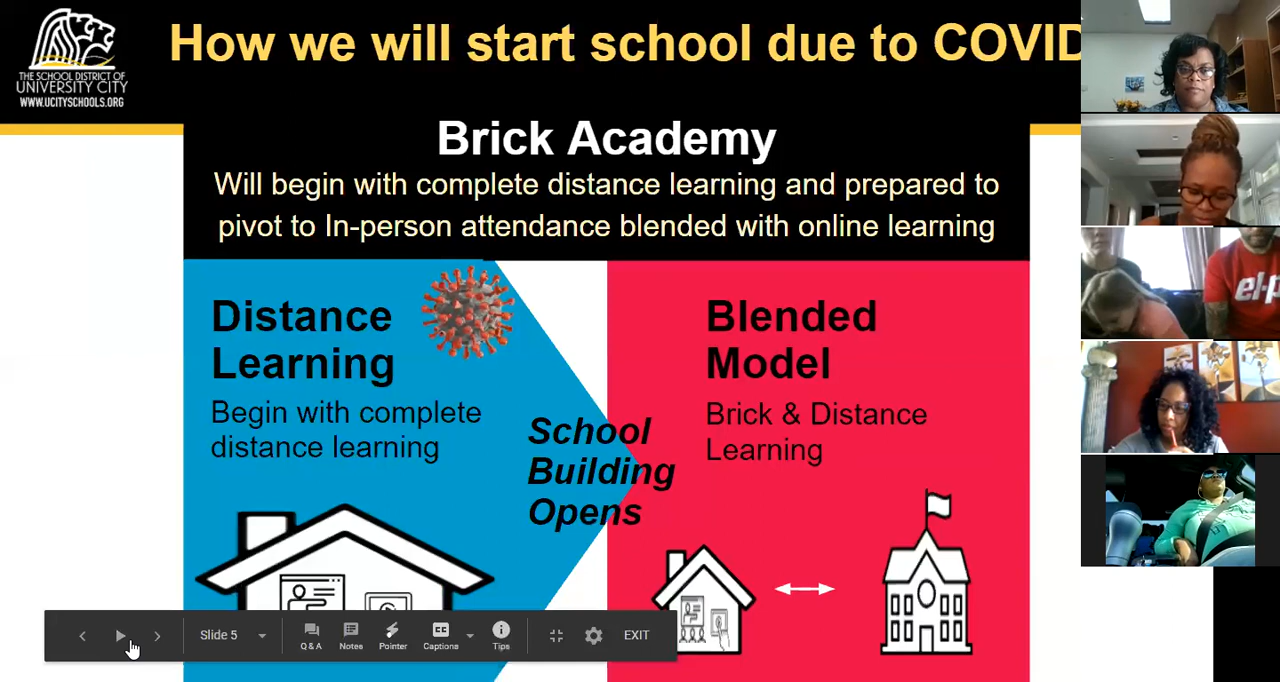 How we will start school due to COVID
THE SCHOOL DISTRICT OF
UNIVERSITY CITY
WWW.UCITYSCHOOLS.ORG
Brick Academy
Will begin with complete distance learning and prepared to
pivot to In-person attendance blended with online learning
Distance
Learning
Begin with complete
distance learning
School
Building
Opens
Blended
Model
Brick & Distance
Learning
el-p
Slide 5
Q & A
Notes
Pointer
Captions
Tips
EXIT